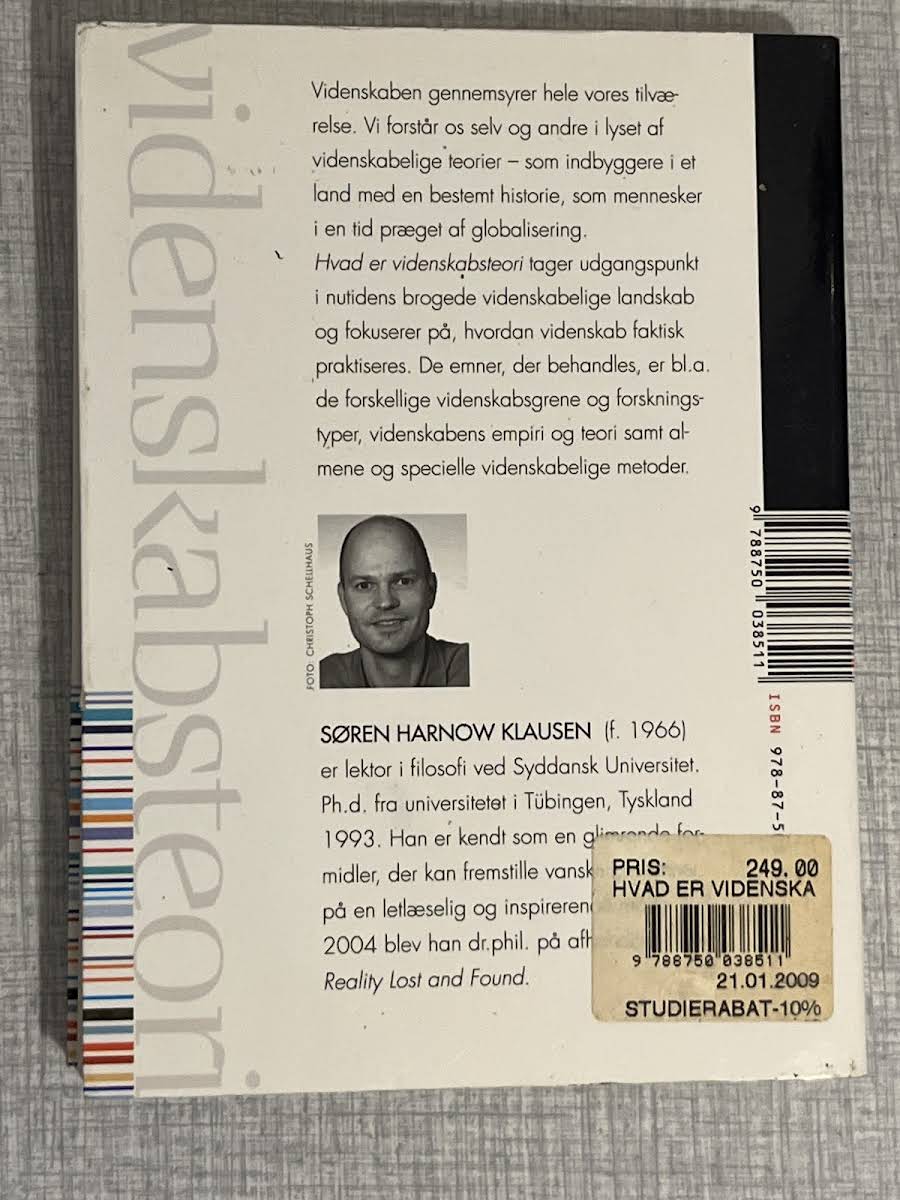 videnskabsteori
Videnskaben gennemsyrer hele vores tilvæ-
relse. Vi forstår os selv og andre i lyset af
videnskabelige teorier – som indbyggere i et
land med en bestemt historie, som mennesker
i en tid præget af globalisering.
Hvad er videnskabsteori tager udgangspunkt
i nutidens brogede videnskabelige landskab
og fokuserer på, hvordan videnskab faktisk
praktiseres. De emner, der behandles, er bl.a.
de forskellige videnskabsgrene og forsknings-
typer, videnskabens empiri og teori samt al-
mene og specielle videnskabelige metoder.
FOTO: CHRISTOPH SCHELLHAUS
SØREN HARNOW KLAUSEN (f. 1966)
er lektor i filosofi ved Syddansk Universitet.
Ph.d. fra universitetet i Tübingen, Tyskland
1993. Han er kendt som en glimrende for-
midler, der kan fremstille vansk
på en letlæselig og inspireren
2004 blev han dr.phil. på afh
Reality Lost and Found.
9 788750 038511
ISBN 978-87-5
PRIS: 249.00
HVAD ER VIDENSKA
9 788750 038511
21.01.2009
STUDIERABAT-10%